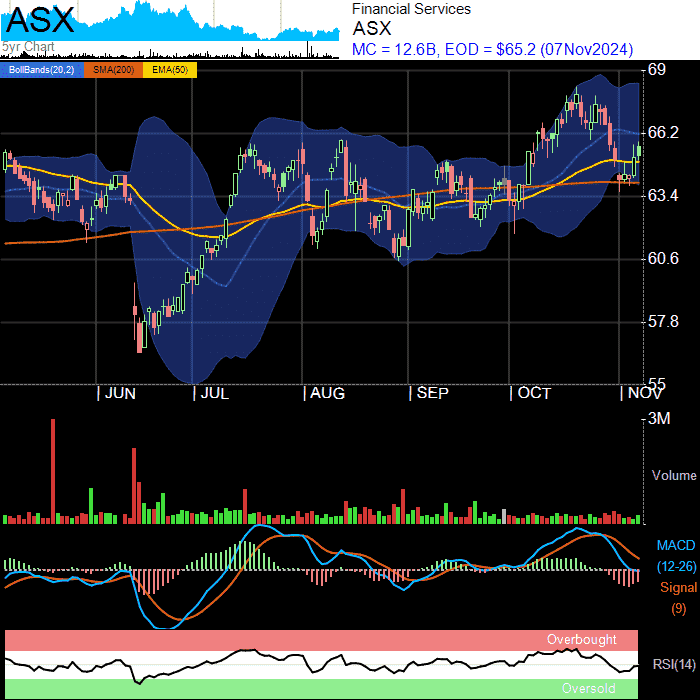 ASX
5yr Chart
Financial Services
ASX
MC = 12.6B, EOD = $65.2 (07Nov2024)
BollBands(20,2) SMA(200) EMA(50)
69
66.2
63.4
60.6
57.8
55
JUN JUL AUG SEP OCT NOV
3M
Volume
MACD
(12-26)
Signal
(9)
Overbought
RSI(14)
Oversold